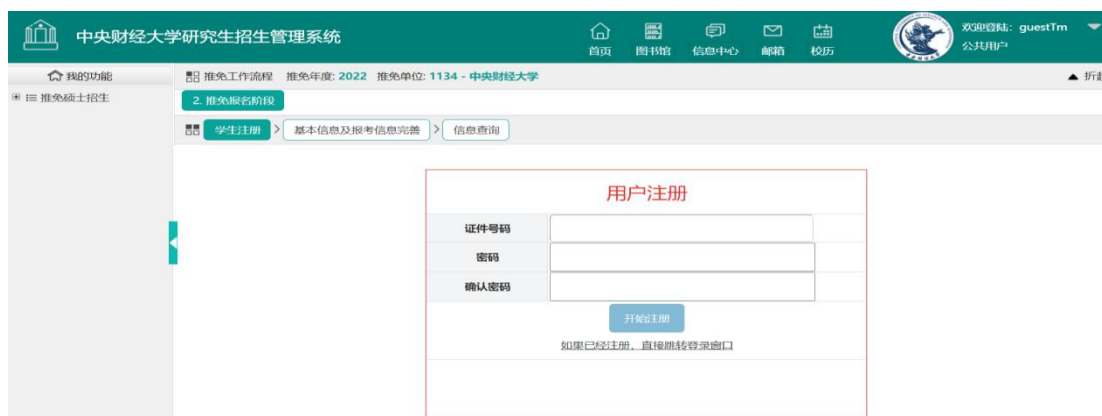 中央财经大学研究生招生管理系统
首页 图书馆 信息中心 邮箱 校历
欢迎登陆: guestTm
公共用户
我的功能
推免硕士招生
推免工作流程 推免年度: 2022 推免单位: 1134 - 中央财经大学
折起
2. 推免报名阶段
学生注册 > 基本信息及报考信息完善 > 信息查询
用户注册
证件号码
密码
确认密码
开始注册
如果已经注册，直接跳转登录窗口